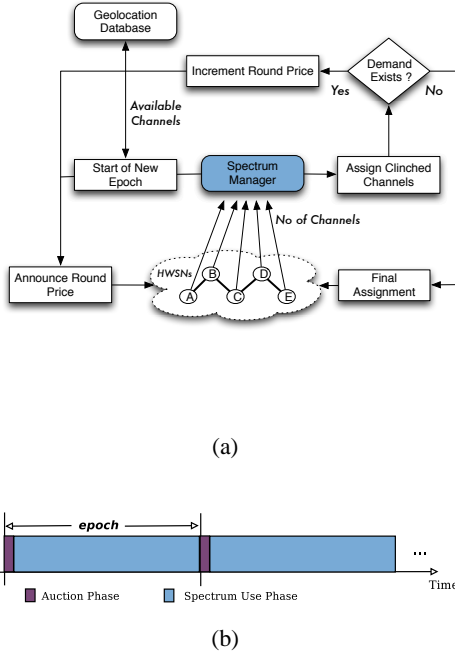 Geolocation
Database
Increment Round Price
Demand
Exists ?
Yes
No
Available
Channels
Start of New
Epoch
Spectrum
Manager
Assign Clinched
Channels
No of Channels
HWSNs
Announce Round
Price
A
B
C
D
E
Final
Assignment
(a)
epoch
...
Time
Auction Phase
Spectrum Use Phase
(b)